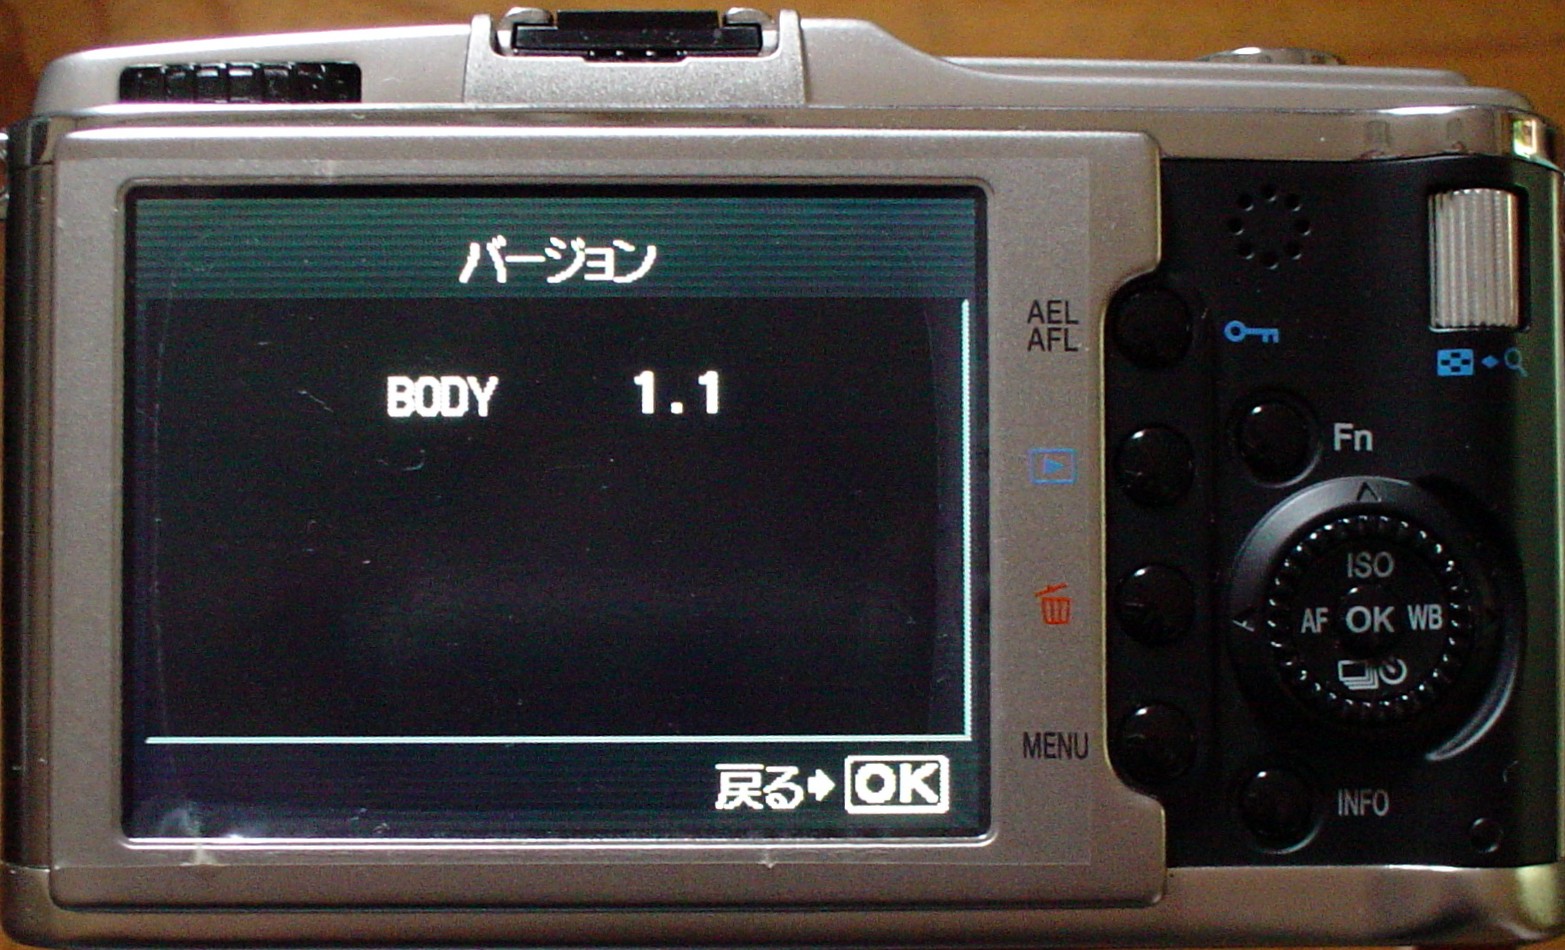 バージョン
BODY 1.1
戻る➧OK
AEL
AFL
MENU
Fn
ISO
AF OK WB
INFO